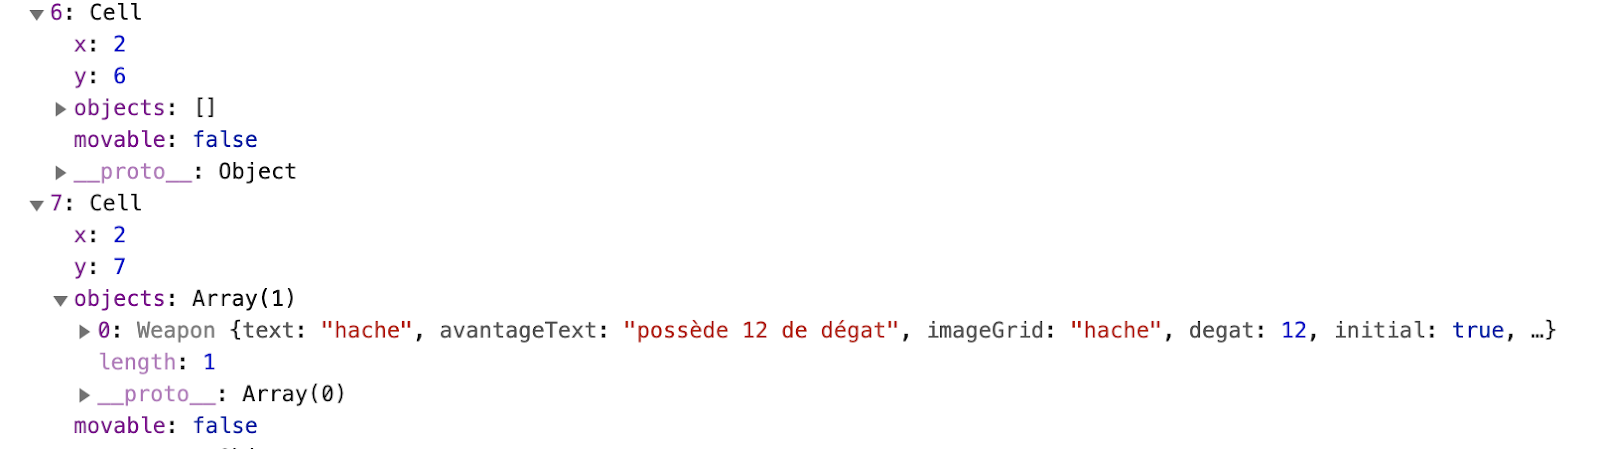 ▼6: Cell
x: 2
y: 6
▶objects: []
movable: false
▶__proto__: Object
▼7: Cell
x: 2
y: 7
▼objects: Array(1)
▶0: Weapon {text: "hache", avantageText: "possède 12 de dégat", imageGrid: "hache", degat: 12, initial: true, …}
length: 1
▶__proto__: Array(0)
movable: false